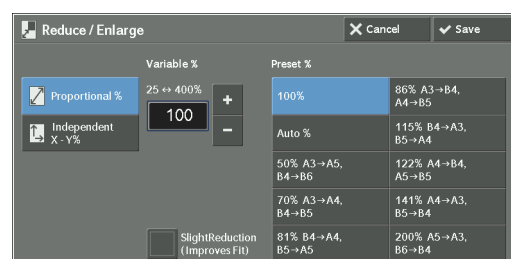 Reduce / Enlarge
Cancel
Save
Variable %
Preset %
Proportional %
Independent
X - Y%
25 ↔ 400%
100
+
−
SlightReduction
(Improves Fit)
100%
Auto %
50% A3→A5,
B4→B6
70% A3→A4,
B4→B5
81% B4→A4,
B5→A5
86% A3→B4,
A4→B5
115% B4→A3,
B5→A4
122% A4→B4,
A5→B5
141% A4→A3,
B5→B4
200% A5→A3,
B6→B4